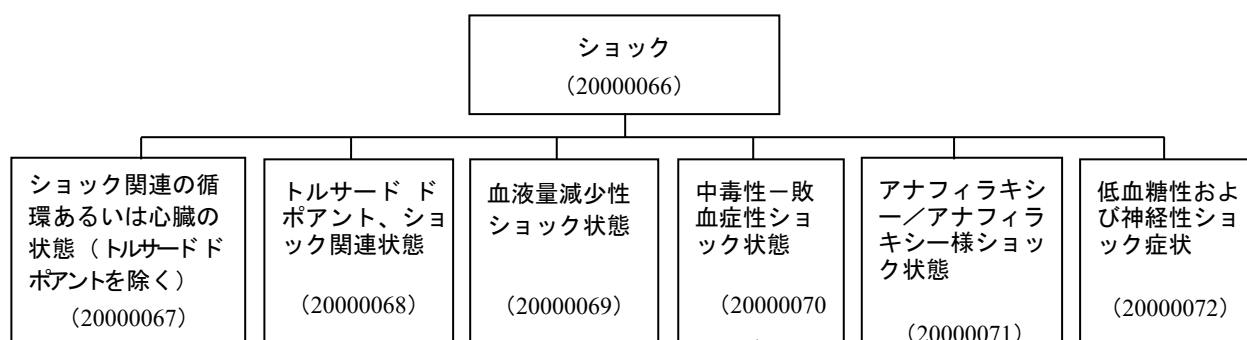 ショック
（20000066）
ショック関連の循
環あるいは心臓の
状態（トルサード ド
ポアントを除く）
（20000067）
トルサード ド
ポアント、ショ
ック関連状態
（20000068）
血液量減少性
ショック状態
（20000069）
中毒性－敗
血症性ショ
ック状態
（20000070
アナフィラキシ
ー／アナフィラ
キシー様ショッ
ク状態
（20000071）
低血糖性およ
び神経性ショ
ック症状
（20000072）